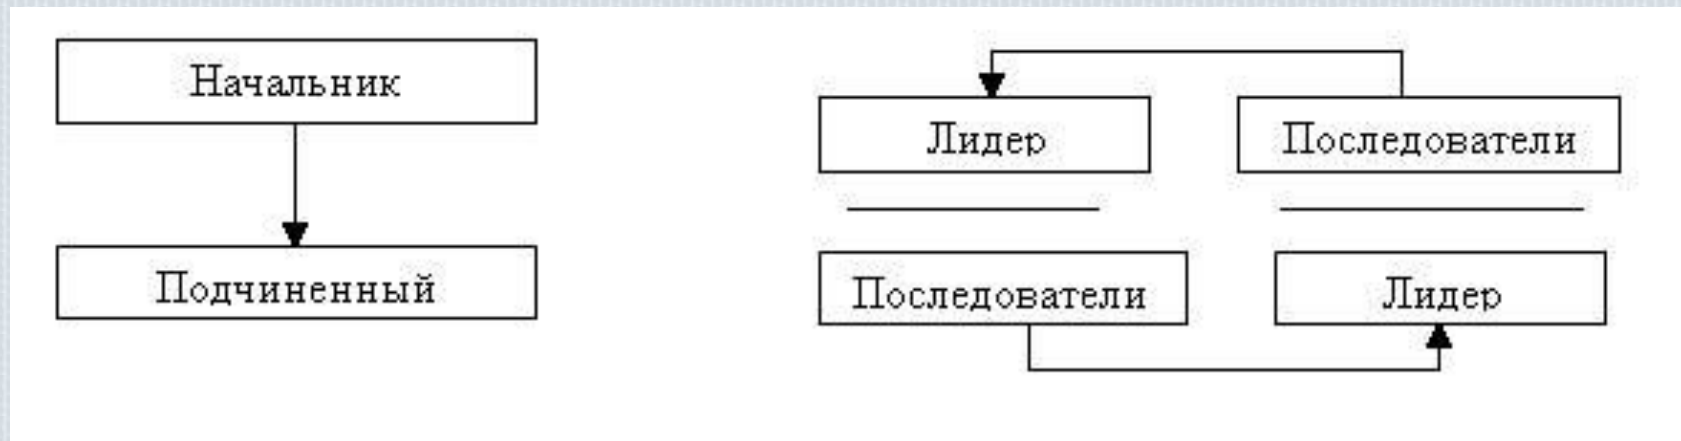 Начальник
Подчиненный
Лидер
Последователи
Последователи
Лидер